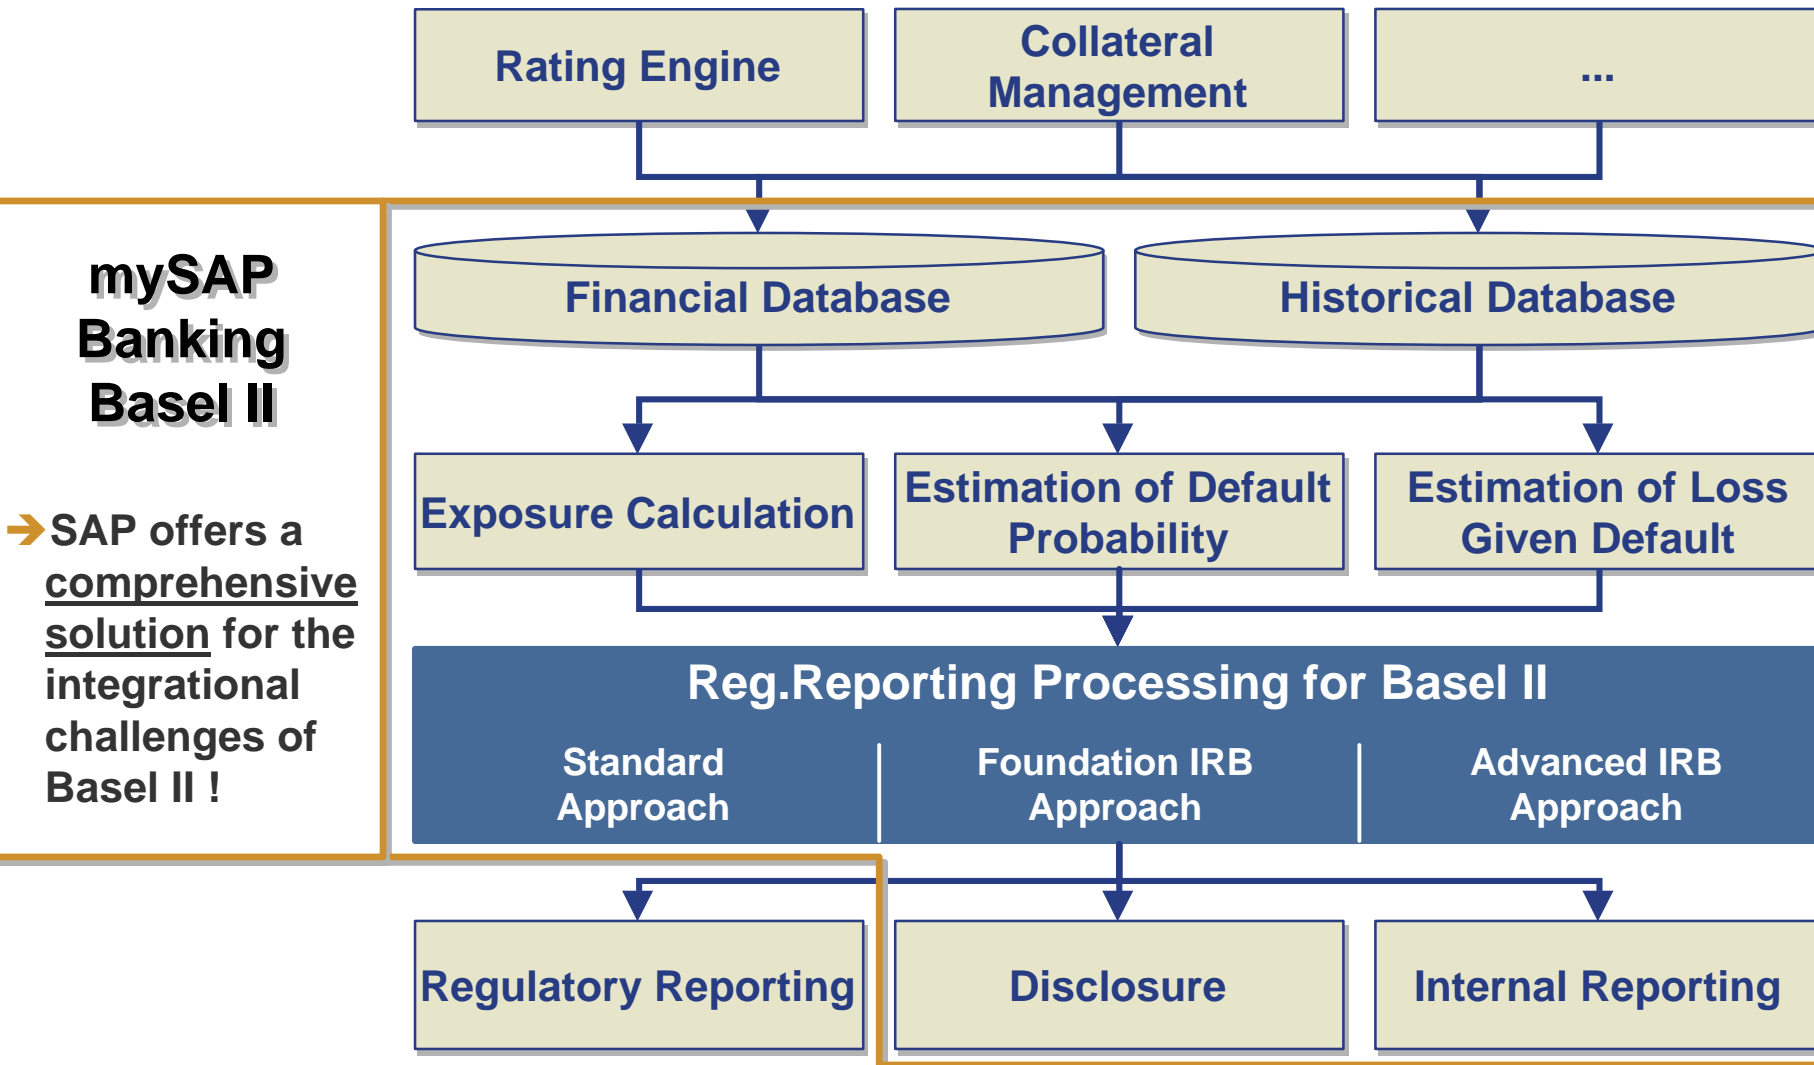 Rating Engine
Collateral
Management
...
mySAP
Banking
Basel II
SAP offers a
comprehensive
solution for the
integrational
challenges of
Basel II !
Financial Database
Historical Database
Exposure Calculation
Estimation of Default
Probability
Estimation of Loss
Given Default
Reg.Reporting Processing for Basel II
Standard
Approach
Foundation IRB
Approach
Advanced IRB
Approach
Regulatory Reporting
Disclosure
Internal Reporting